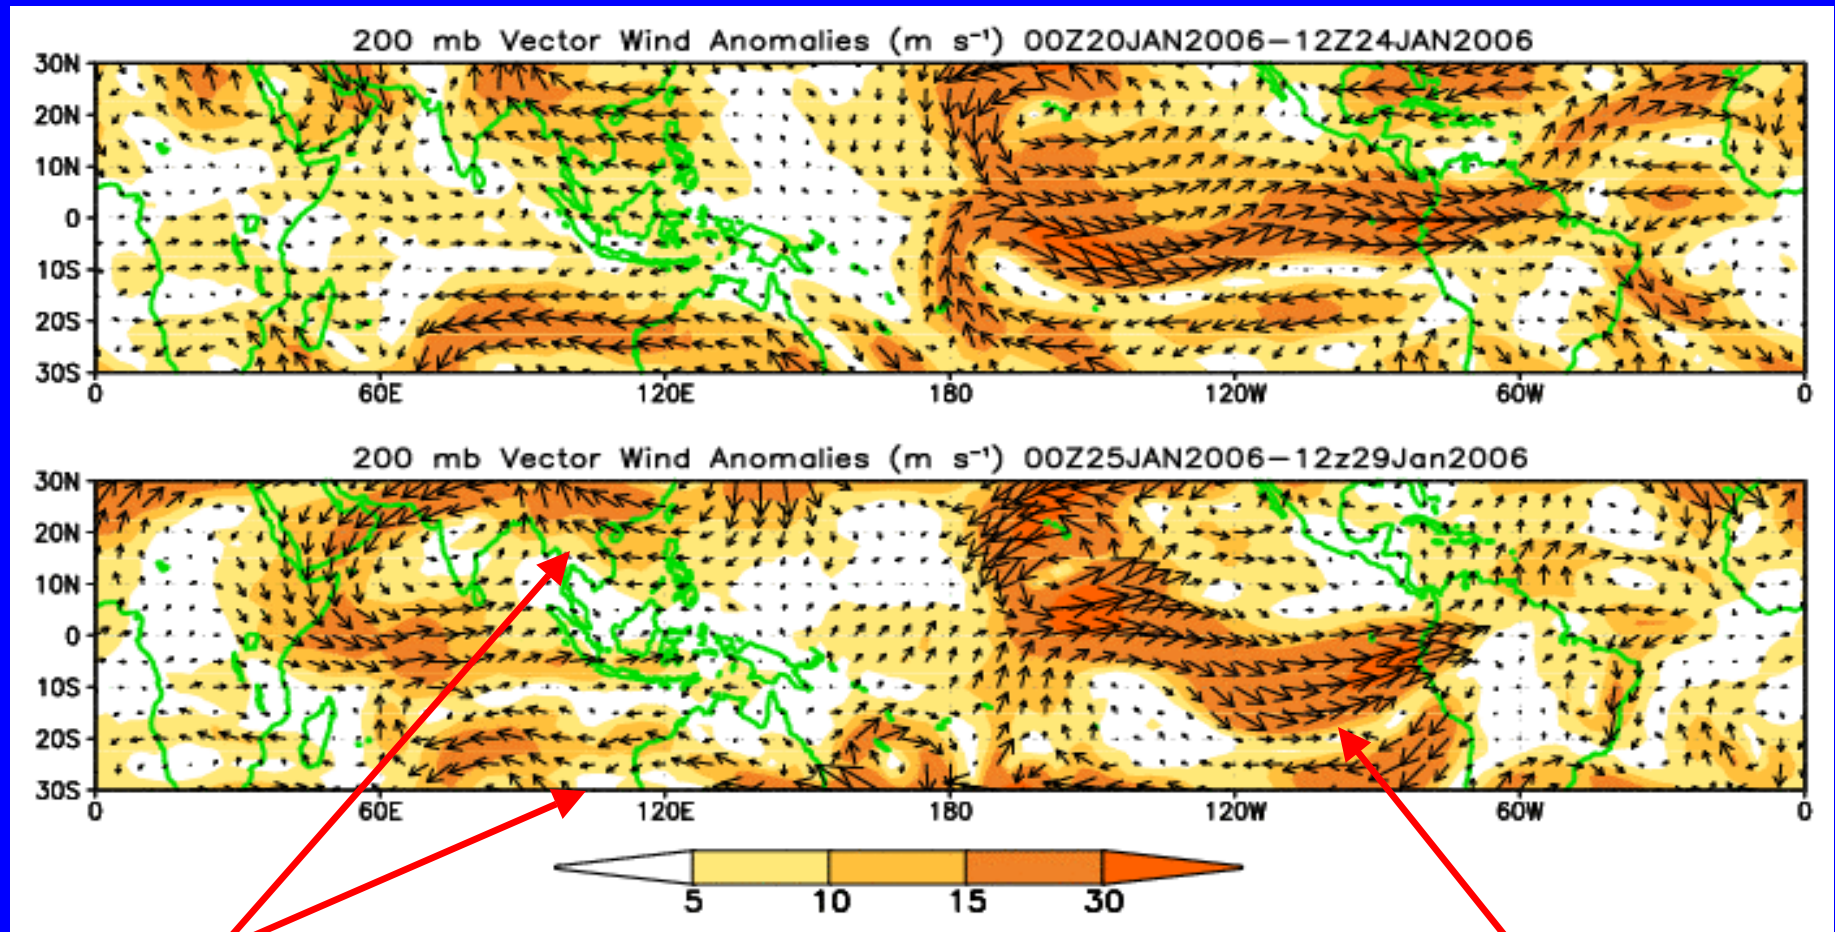 200 mb Vector Wind Anomalies (m s⁻¹) 00Z20JAN2006–12Z24JAN2006
30N
20N
10N
0
10S
20S
30S
0 60E 120E 180 120W 60W 0
200 mb Vector Wind Anomalies (m s⁻¹) 00Z25JAN2006–12z29Jan2006
30N
20N
10N
0
10S
20S
30S
0 60E 120E 180 120W 60W 0
5 10 15 30